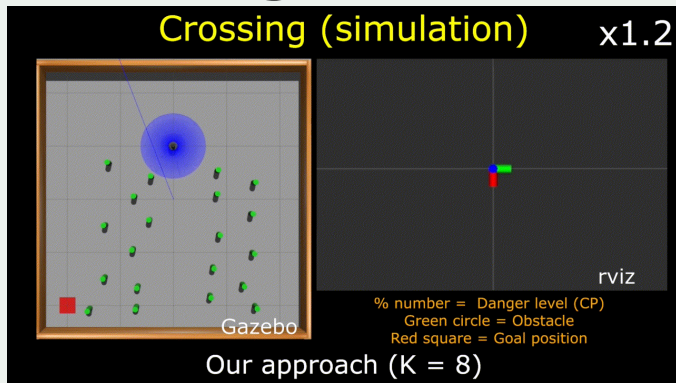 Crossing (simulation)
x1.2
Gazebo
rviz
% number = Danger level (CP)
Green circle = Obstacle
Red square = Goal position
Our approach (K = 8)